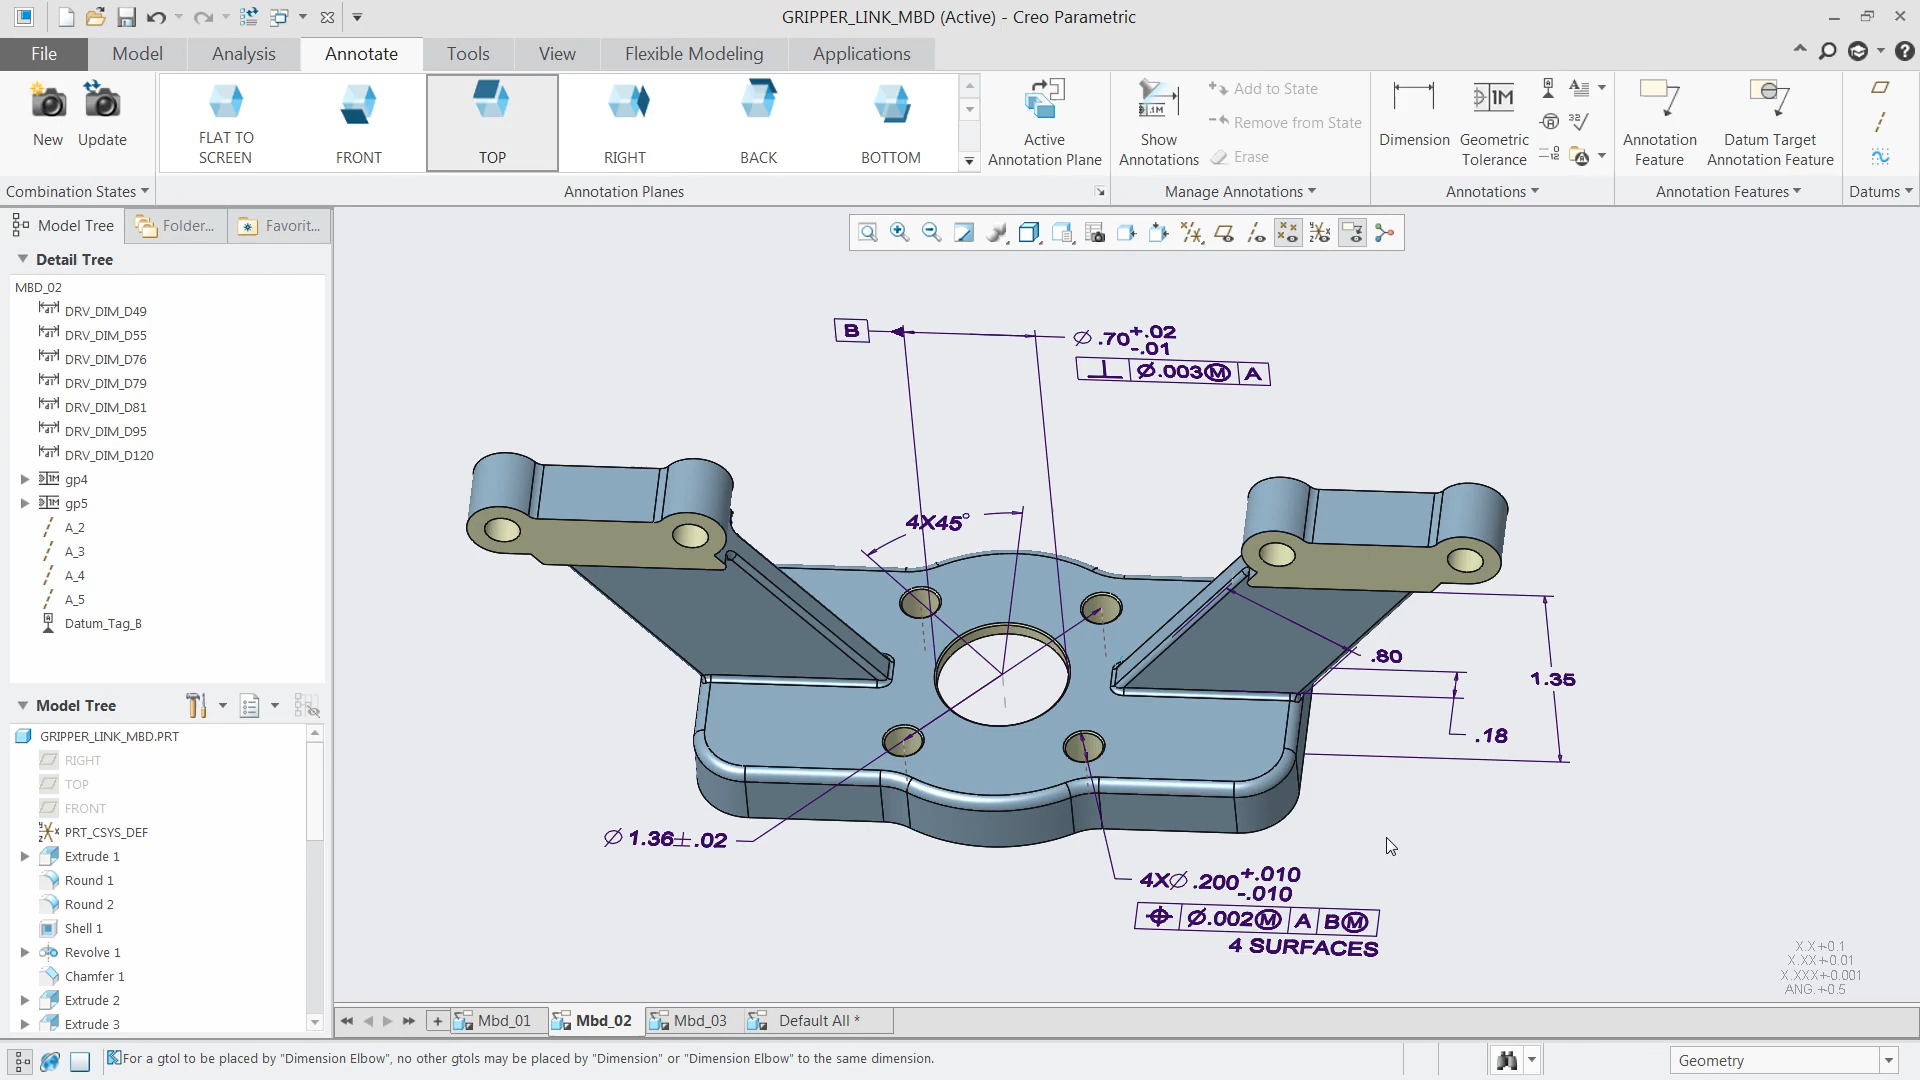 GRIPPER_LINK_MBD (Active) - Creo Parametric
File Model Analysis Annotate Tools View Flexible Modeling Applications
New
Update
Combination States
FLAT TO
SCREEN
FRONT
TOP
RIGHT
BACK
BOTTOM
Annotation Planes
Active
Annotation Plane
Show
Annotations
Add to State
Remove from State
Erase
Manage Annotations
Dimension
Geometric
Tolerance
Annotations
Annotation
Feature
Datum Target
Annotation Feature
Annotation Features
Datums
Model Tree
Folder...
Favorit...
Detail Tree
MBD_02
DRV_DIM_D49
DRV_DIM_D55
DRV_DIM_D76
DRV_DIM_D79
DRV_DIM_D81
DRV_DIM_D95
DRV_DIM_D120
gp4
gp5
A_2
A_3
A_4
A_5
Datum_Tag_B
Model Tree
GRIPPER_LINK_MBD.PRT
RIGHT
TOP
FRONT
PRT_CSYS_DEF
Extrude 1
Round 1
Round 2
Shell 1
Revolve 1
Chamfer 1
Extrude 2
Extrude 3
B
∅ .70 +.02
-.01
⊥ ∅.003Ⓜ A
4X45°
.80
1.35
.18
∅ 1.36±.02
4X∅ .200 +.010
-.010
⌖ ∅.002Ⓜ A BⓂ
4 SURFACES
X.X+-0.1
X.XX+-0.01
X.XXX+-0.001
ANG.+-0.5
Mbd_01
Mbd_02
Mbd_03
Default All *
For a gtol to be placed by "Dimension Elbow", no other gtols may be placed by "Dimension" or "Dimension Elbow" to the same dimension.
Geometry